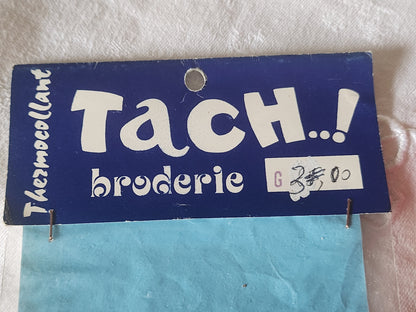 Thermocollant
TACH..!
broderie
G